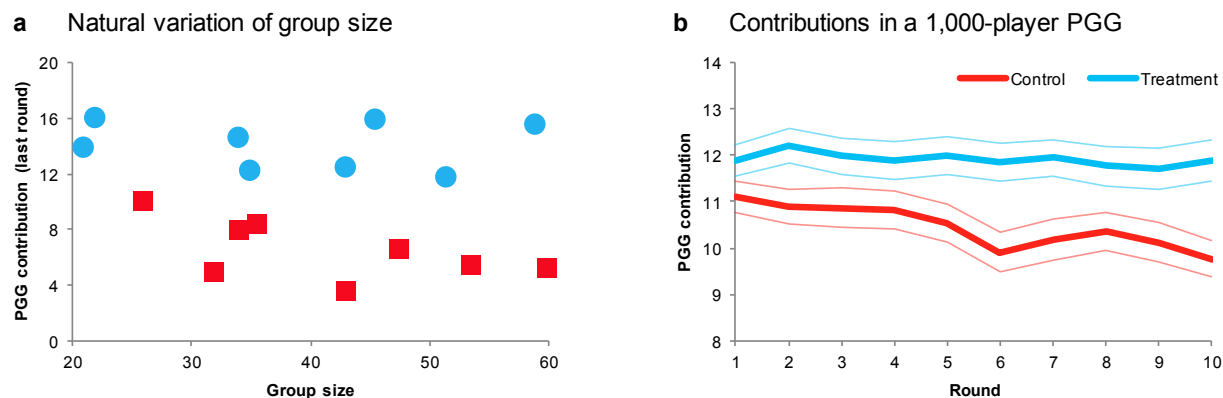 a Natural variation of group size
20
16
12
8
4
0
PGG contribution (last round)
20 30 40 50 60
Group size
b Contributions in a 1,000-player PGG
Control Treatment
14
13
12
11
10
9
8
PGG contribution
1 2 3 4 5 6 7 8 9 10
Round